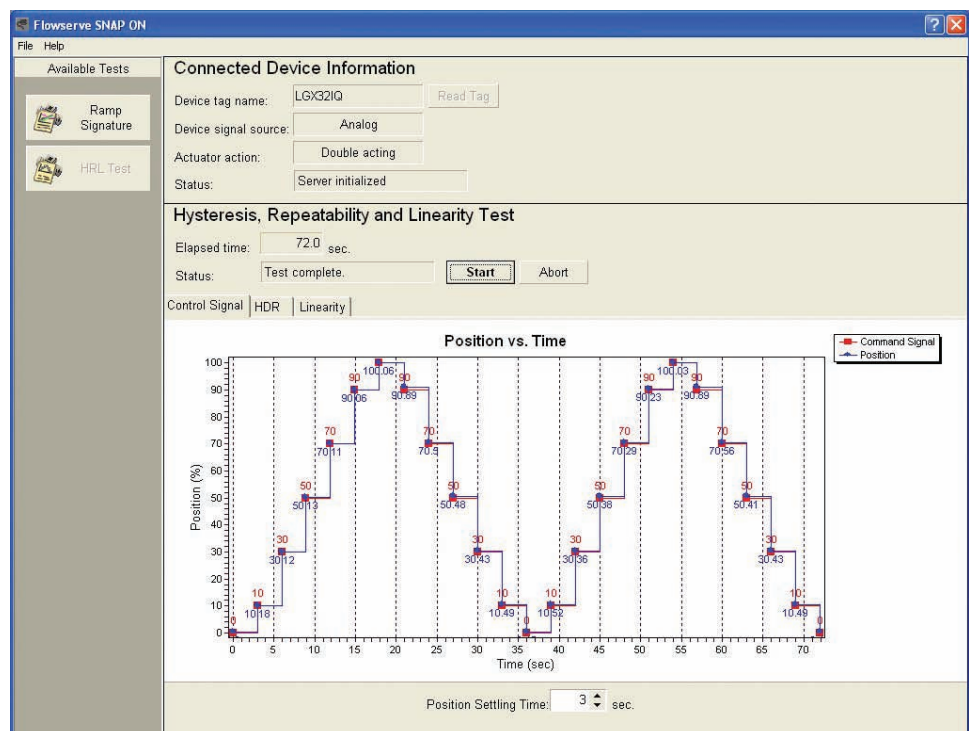 Flowserve SNAP ON
File Help
Available Tests
Ramp
Signature
HRL Test
Connected Device Information
Device tag name: LGX32IQ Read Tag
Device signal source: Analog
Actuator action: Double acting
Status: Server initialized
Hysteresis, Repeatability and Linearity Test
Elapsed time: 72.0 sec.
Status: Test complete. Start Abort
Control Signal HDR Linearity
Position vs. Time
Command Signal
Position
Position (%)
100
90
80
70
60
50
40
30
20
10
0
100.06 100.03
90 90 90 90
90.06 90.89 90.23 90.89
70 70 70 70
70.11 70.5 70.29 70.56
50 50 50 50
50.13 50.48 50.38 50.41
30 30 30 30
30.12 30.43 30.36 30.43
10 10 10 10
10.18 10.49 10.52 10.49
0 0 0
0 5 10 15 20 25 30 35 40 45 50 55 60 65 70
Time (sec)
Position Settling Time: 3 sec.